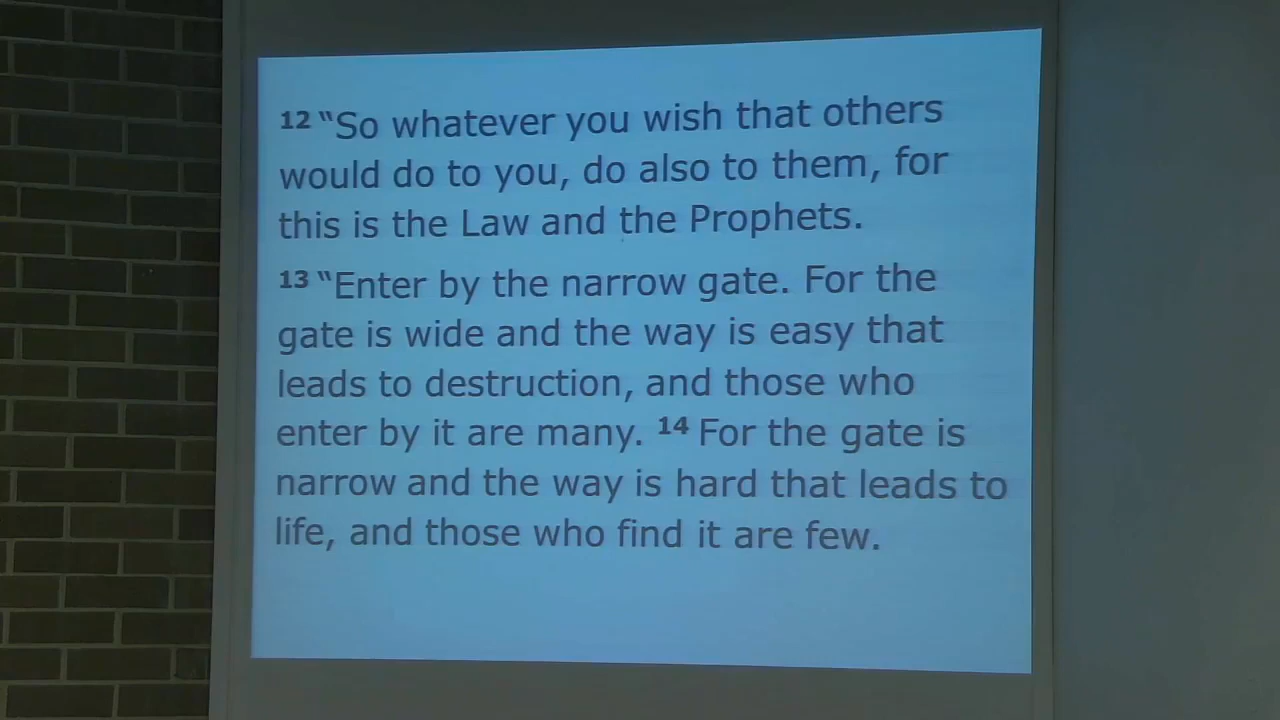 12 “So whatever you wish that others
would do to you, do also to them, for
this is the Law and the Prophets.
13 “Enter by the narrow gate. For the
gate is wide and the way is easy that
leads to destruction, and those who
enter by it are many. 14 For the gate is
narrow and the way is hard that leads to
life, and those who find it are few.